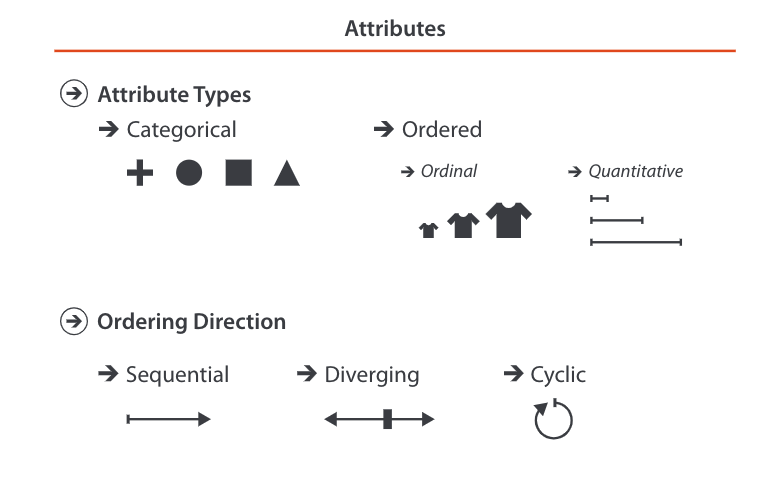 Attributes
Attribute Types
Categorical
Ordered
Ordinal
Quantitative
Ordering Direction
Sequential
Diverging
Cyclic